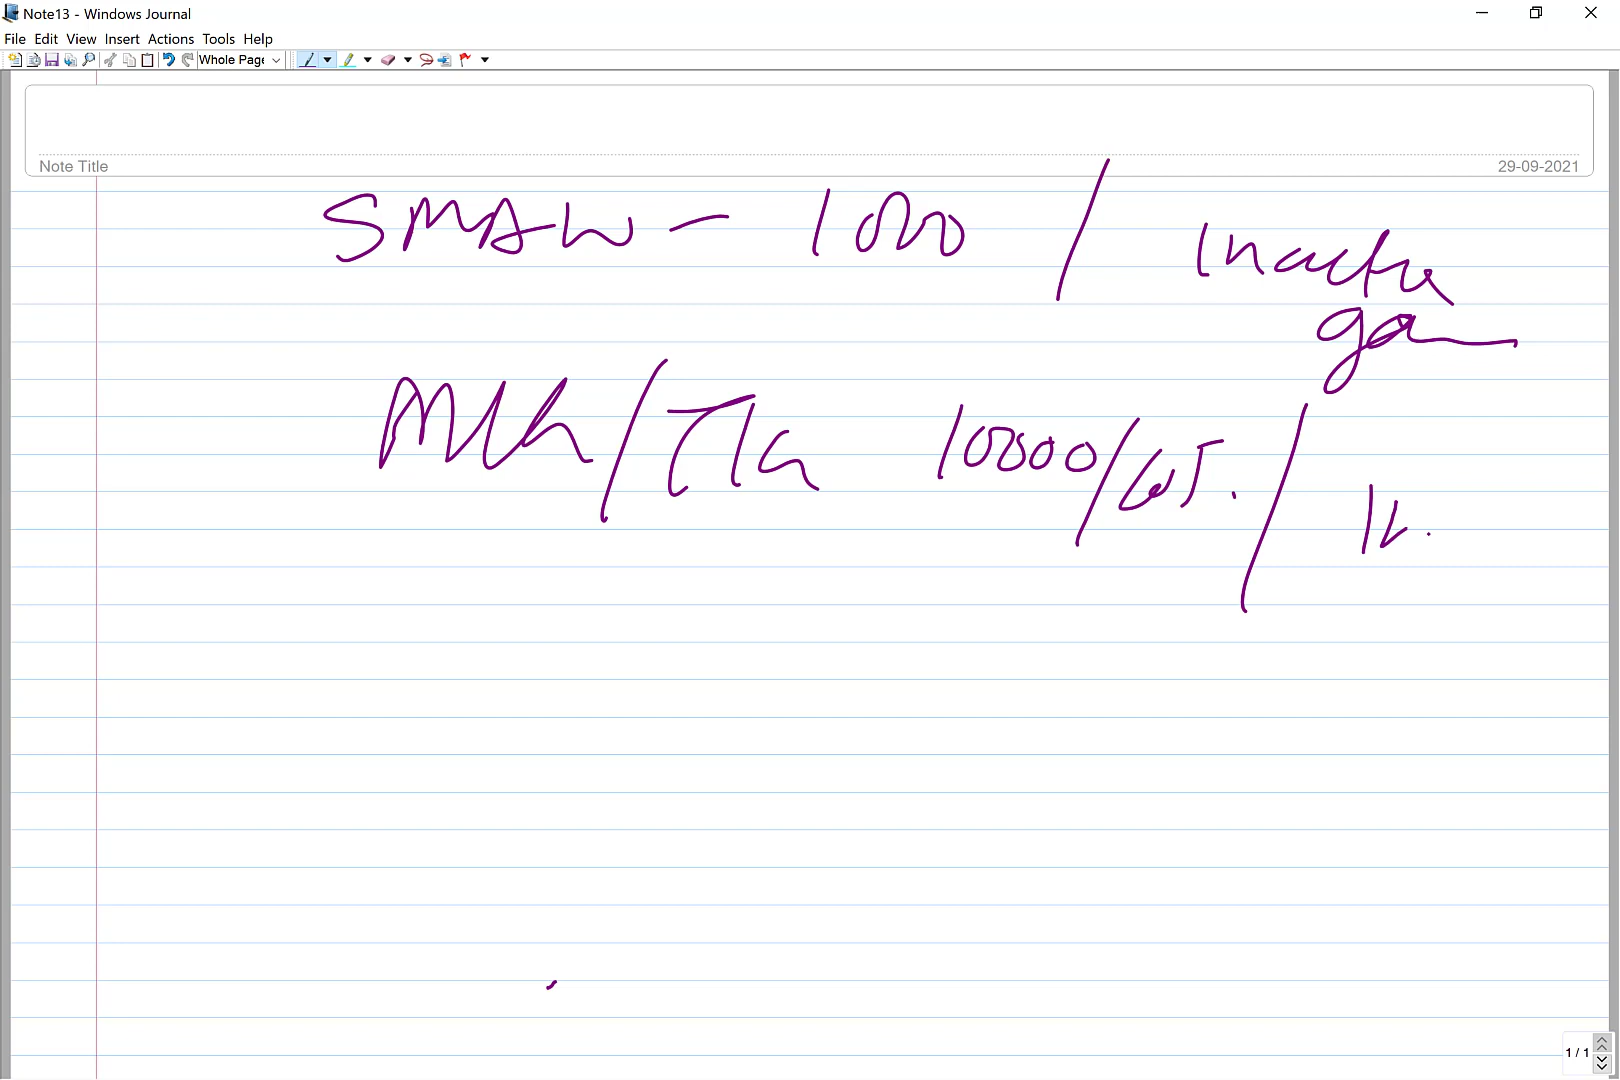 Note13 - Windows Journal
File Edit View Insert Actions Tools Help
Whole Page
Note Title
29-09-2021
SMAW - 1000 / Inactive
gas
MIG/TIG 10000/cost. /
1/1